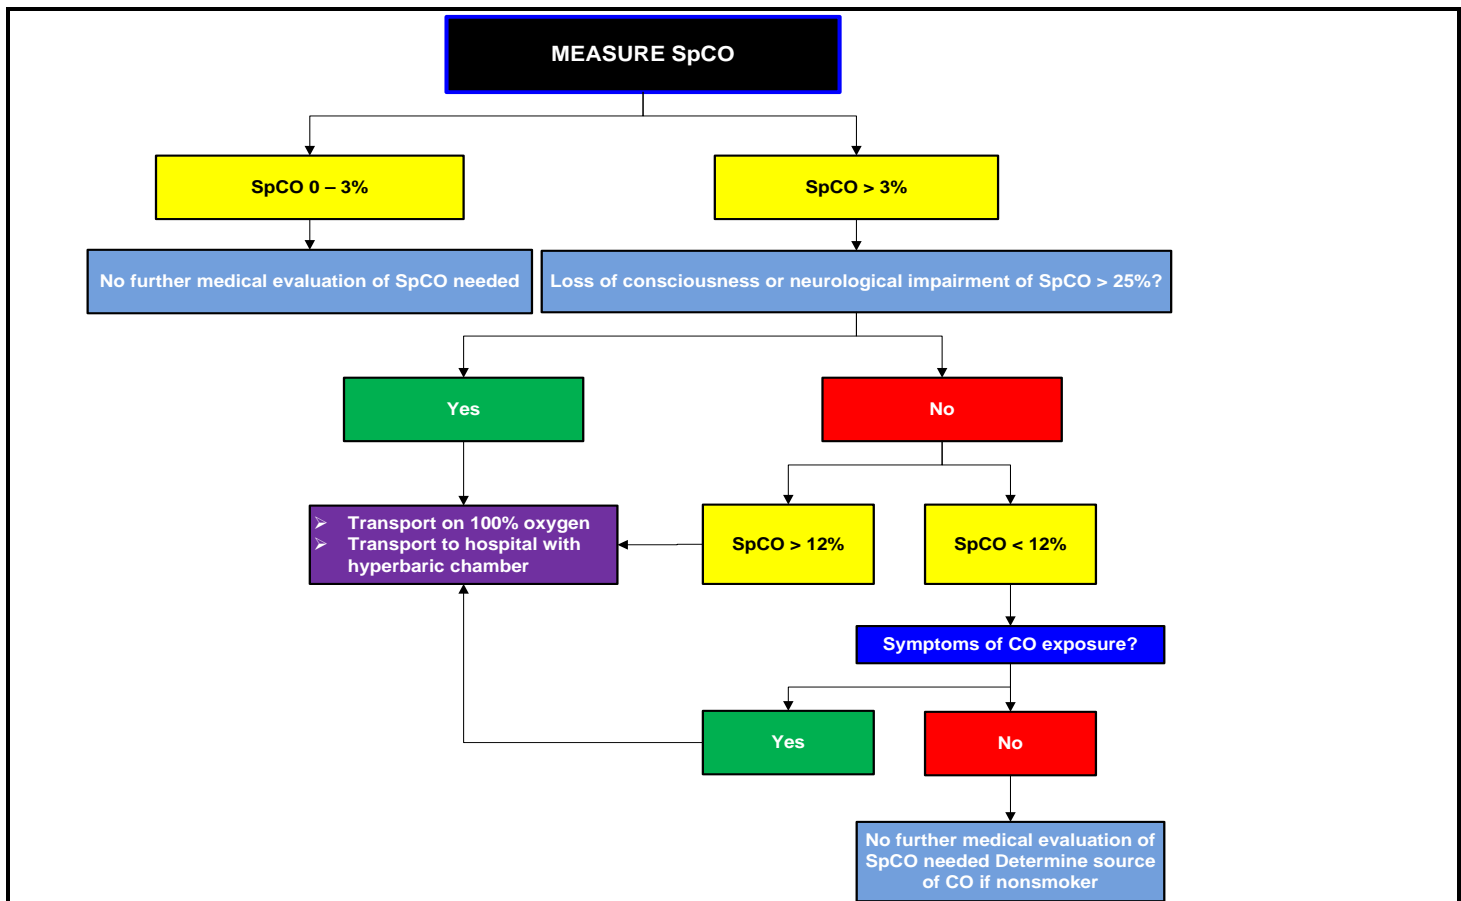 MEASURE SpCO
SpCO 0 – 3%
SpCO > 3%
No further medical evaluation of SpCO needed
Loss of consciousness or neurological impairment of SpCO > 25%?
Yes
No
➢ Transport on 100% oxygen
➢ Transport to hospital with
hyperbaric chamber
SpCO > 12%
SpCO < 12%
Symptoms of CO exposure?
Yes
No
No further medical evaluation of
SpCO needed Determine source
of CO if nonsmoker